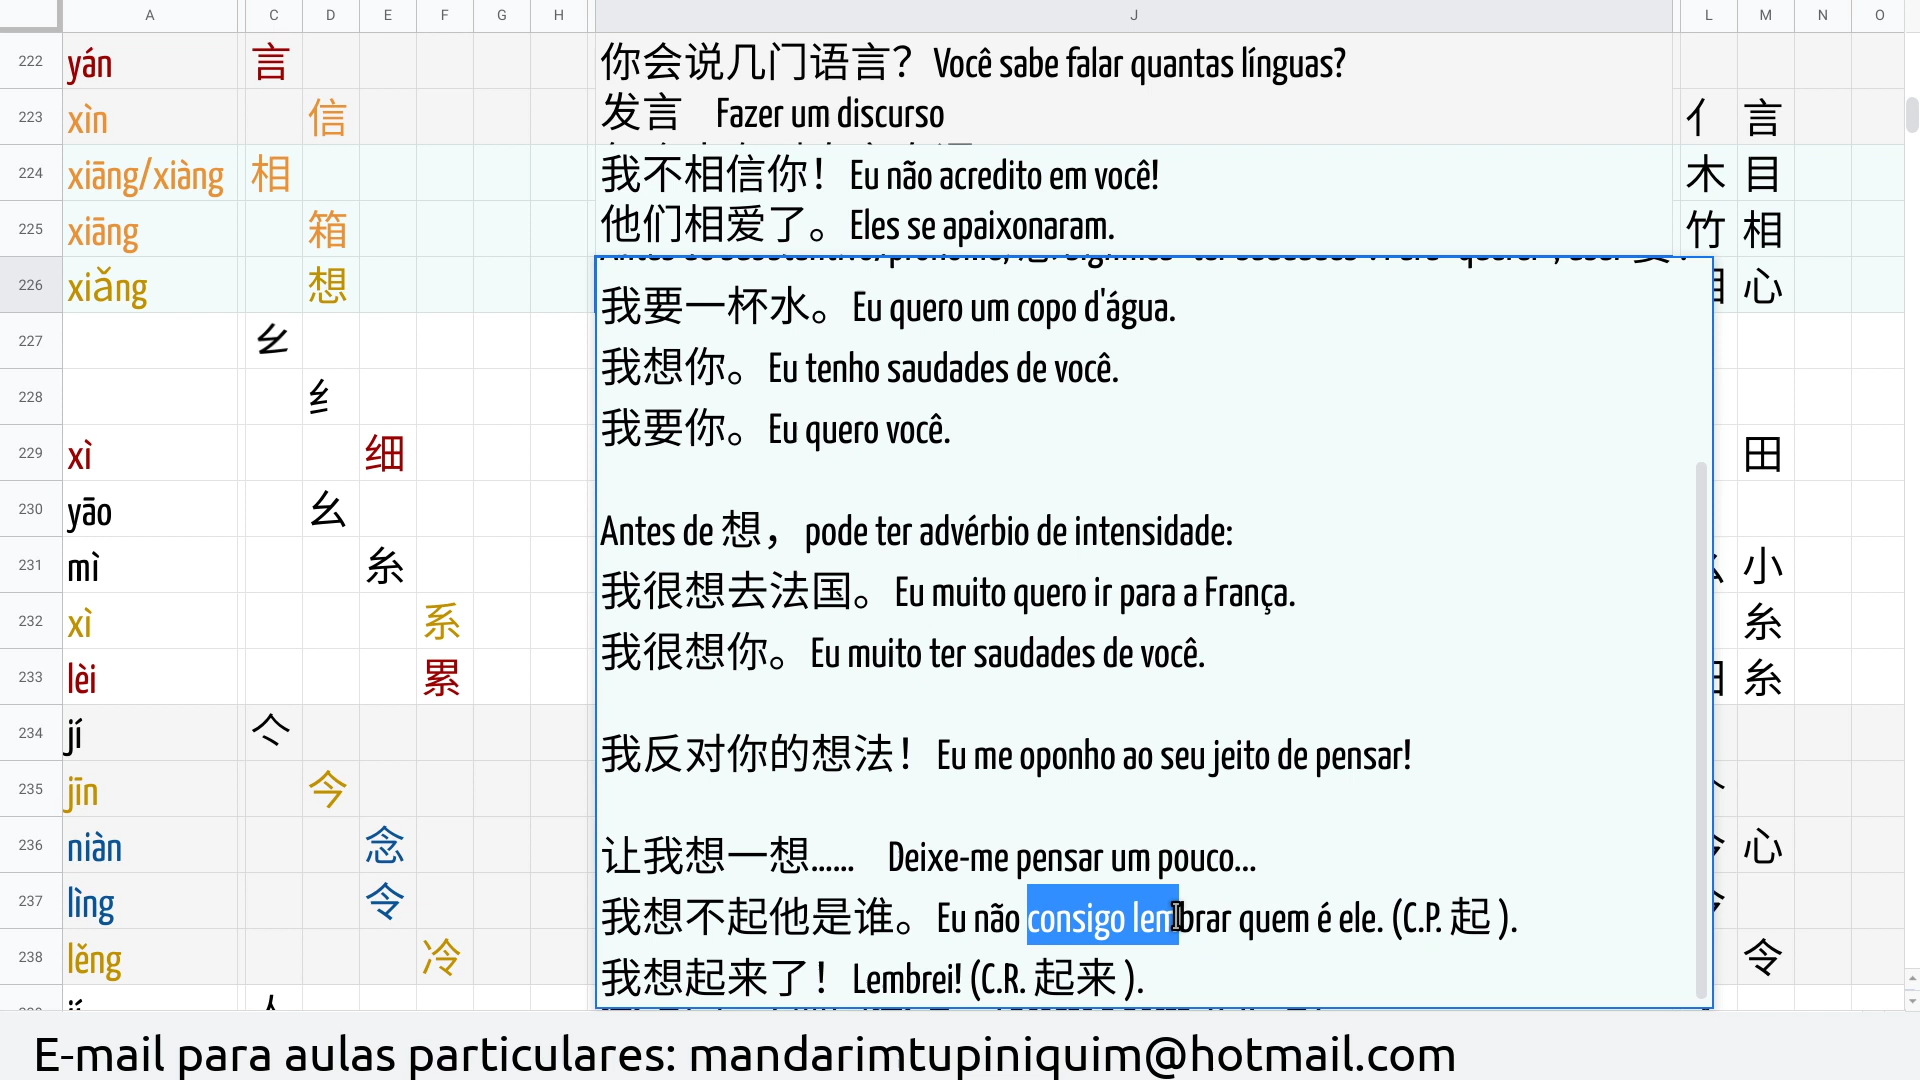 A C D E F G H J L M N O
222 yán 言 你会说几门语言？Você sabe falar quantas línguas?
223 xìn 信 发言 Fazer um discurso 亻 言
224 xiāng/xiàng 相 我不相信你！Eu não acredito em você! 木 目
225 xiāng 箱 他们相爱了。Eles se apaixonaram. 竹 相
226 xiǎng 想 心
我要一杯水。Eu quero um copo d'água.
227
我想你。Eu tenho saudades de você.
228 纟
我要你。Eu quero você.
229 xì 细 田
230 yāo 幺
Antes de 想，pode ter advérbio de intensidade:
231 mì 糸 小
我很想去法国。Eu muito quero ir para a França.
232 xì 系 糸
我很想你。Eu muito ter saudades de você.
233 lèi 累 糸
234 jí 亼
我反对你的想法！Eu me oponho ao seu jeito de pensar!
235 jīn 今
236 niàn 念 心
让我想一想…… Deixe-me pensar um pouco...
237 lìng 令
我想不起他是谁。Eu não consigo lembrar quem é ele. (C.P. 起 ).
238 lěng 冷 令
我想起来了！Lembrei! (C.R. 起来 ).
E-mail para aulas particulares: mandarimtupiniquim@hotmail.com